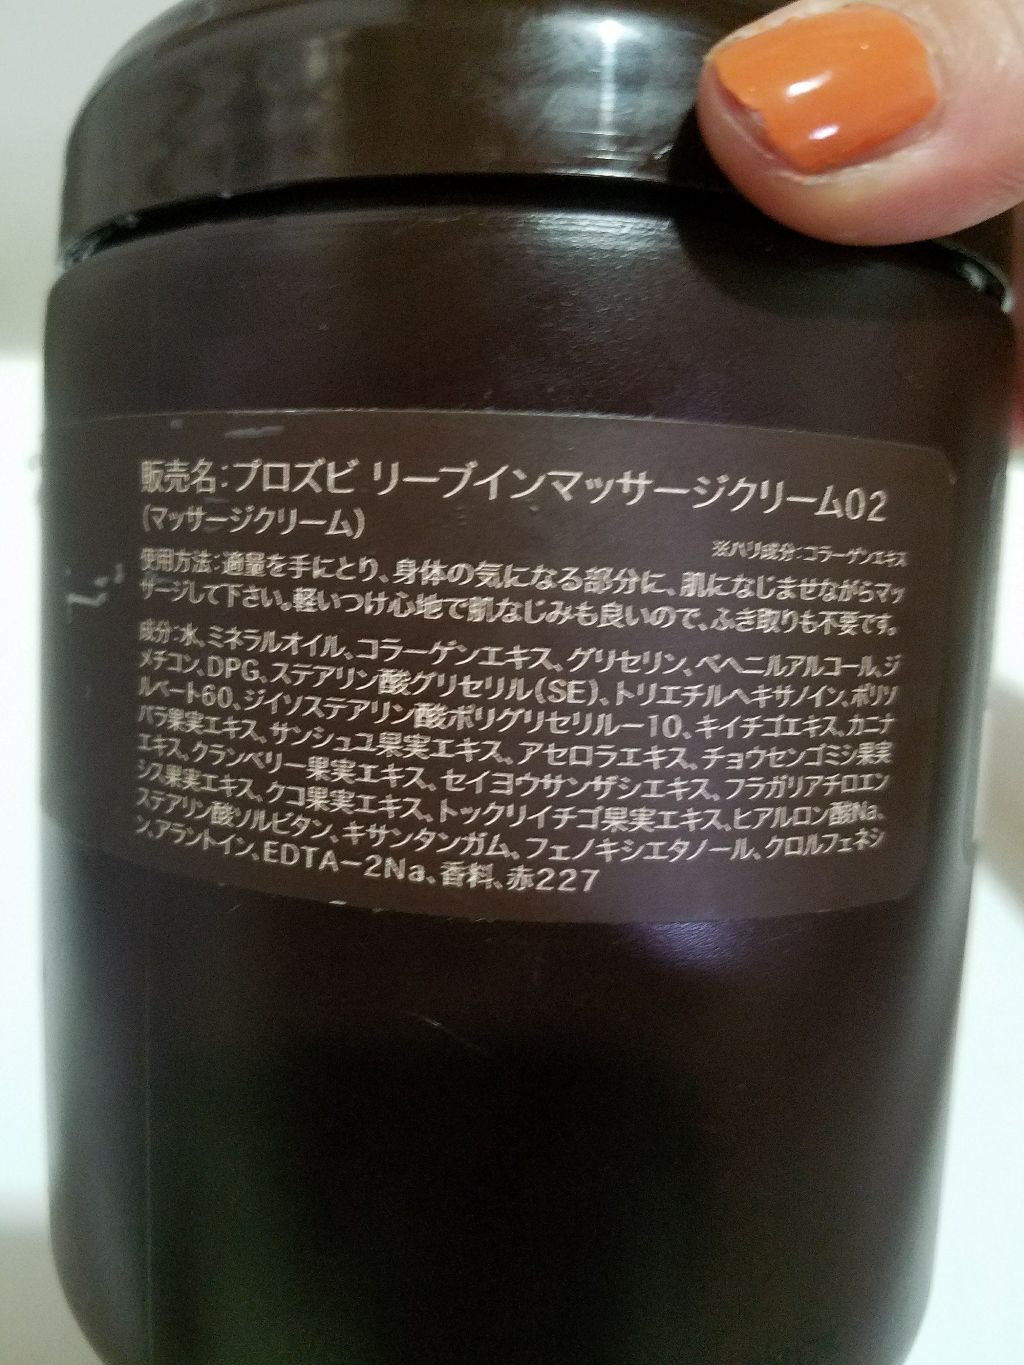 販売名:プロズビ リーブインマッサージクリーム02
(マッサージクリーム)
※ハリ成分:コラーゲンエキス
使用方法:適量を手にとり、身体の気になる部分に、肌になじませながらマッ
サージして下さい。軽いつけ心地で肌なじみも良いので、ふき取りも不要です。
成分:水、ミネラルオイル、コラーゲンエキス、グリセリン、ベヘニルアルコール、ジ
メチコン、DPG、ステアリン酸グリセリル(SE)、トリエチルヘキサノイン、ポリソ
ルベート60、ジイソステアリン酸ポリグリセリル－10、キイチゴエキス、カニナ
バラ果実エキス、サンシュユ果実エキス、アセロラエキス、チョウセンゴミシ果実
エキス、クランベリー果実エキス、セイヨウサンザシエキス、フラガリアチロエン
シス果実エキス、クコ果実エキス、トックリイチゴ果実エキス、ヒアルロン酸Na、
ステアリン酸ソルビタン、キサンタンガム、フェノキシエタノール、クロルフェネシ
ン、アラントイン、EDTA－2Na、香料、赤227